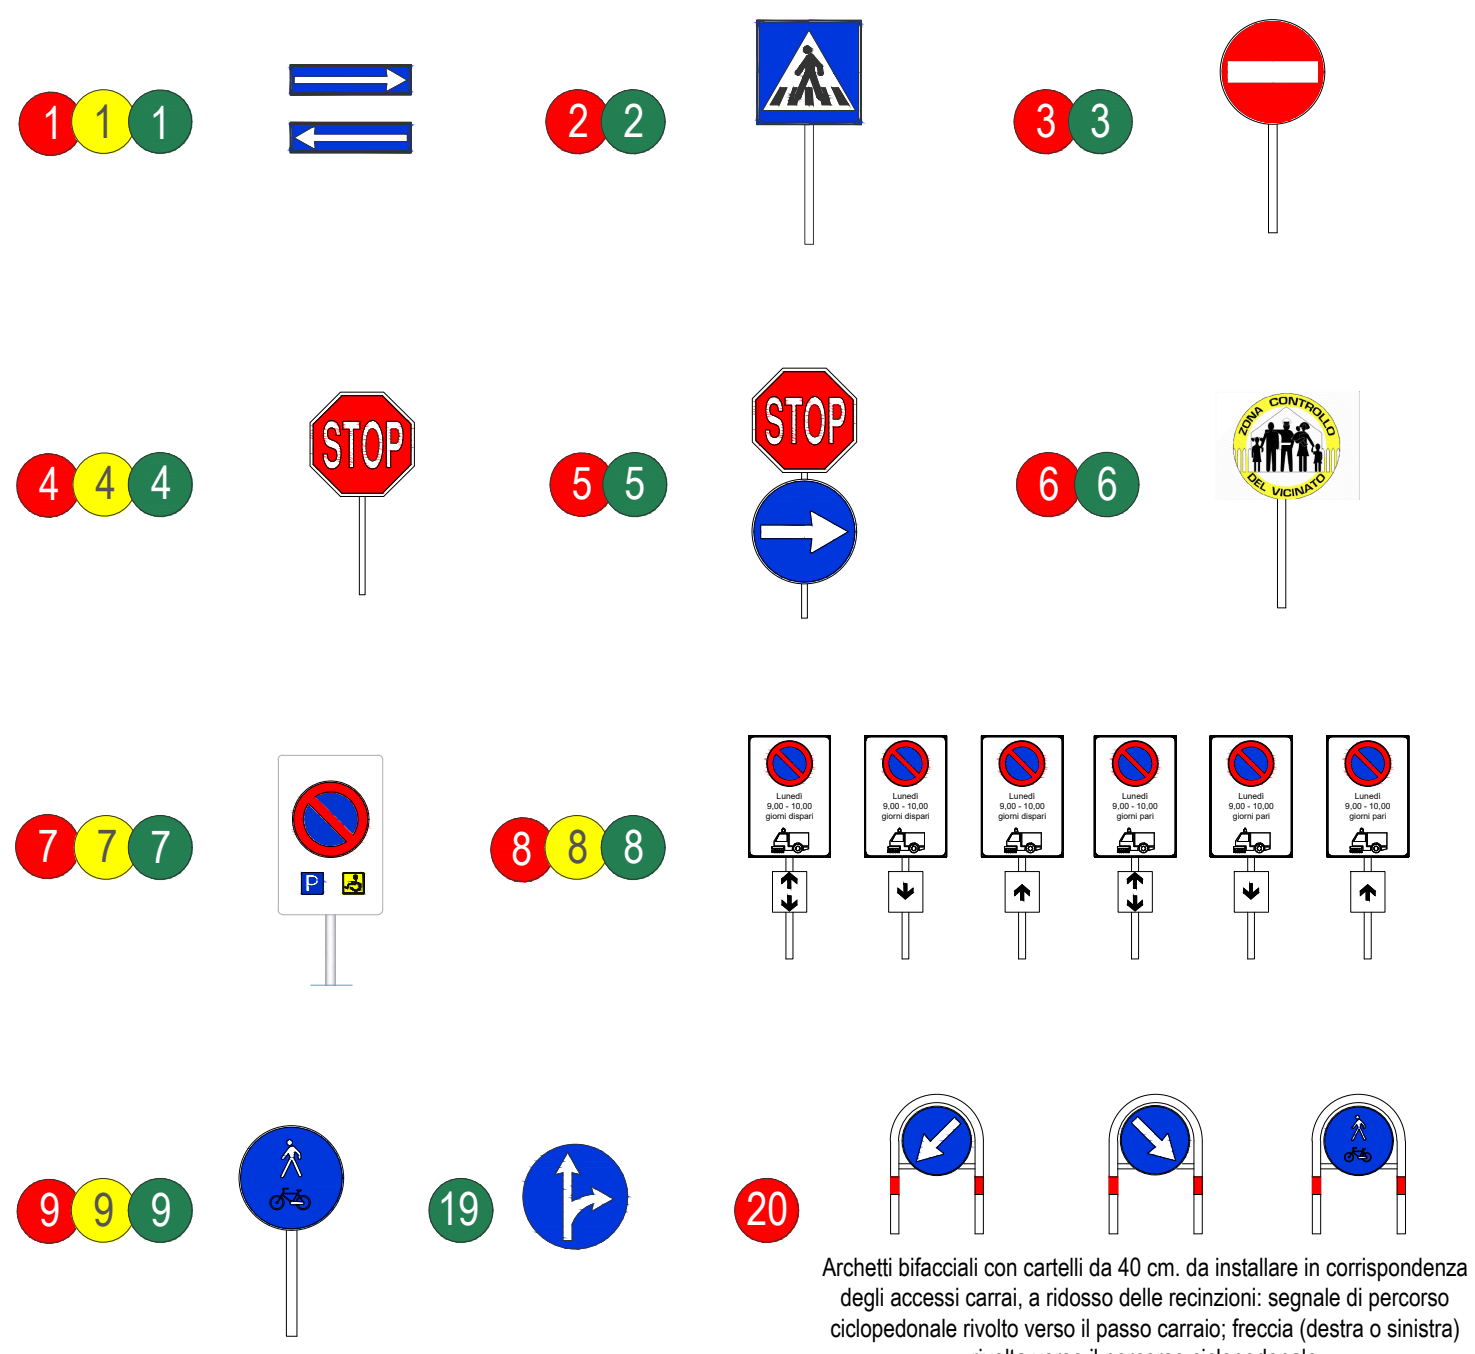 1 1 1
2 2
3 3
4 4 4
STOP
5 5
STOP
6 6
ZONA CONTROLLO
DEL VICINATO
7 7 7
P
8 8 8
Lunedì
9,00 - 10,00
giorni dispari
Lunedì
9,00 - 10,00
giorni dispari
Lunedì
9,00 - 10,00
giorni dispari
Lunedì
9,00 - 10,00
giorni pari
Lunedì
9,00 - 10,00
giorni pari
Lunedì
9,00 - 10,00
giorni pari
9 9 9
19
20
Archetti bifacciali con cartelli da 40 cm. da installare in corrispondenza
degli accessi carrai, a ridosso delle recinzioni: segnale di percorso
ciclopedonale rivolto verso il passo carraio; freccia (destra o sinistra)
rivolta verso il percorso ciclopedonale